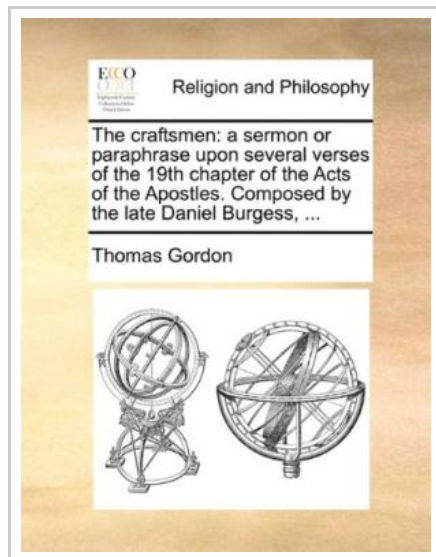 ECCO
Religion and Philosophy
The craftsmen: a sermon or
paraphrase upon several verses
of the 19th chapter of the Acts
of the Apostles. Composed by
the late Daniel Burgess, ...
Thomas Gordon